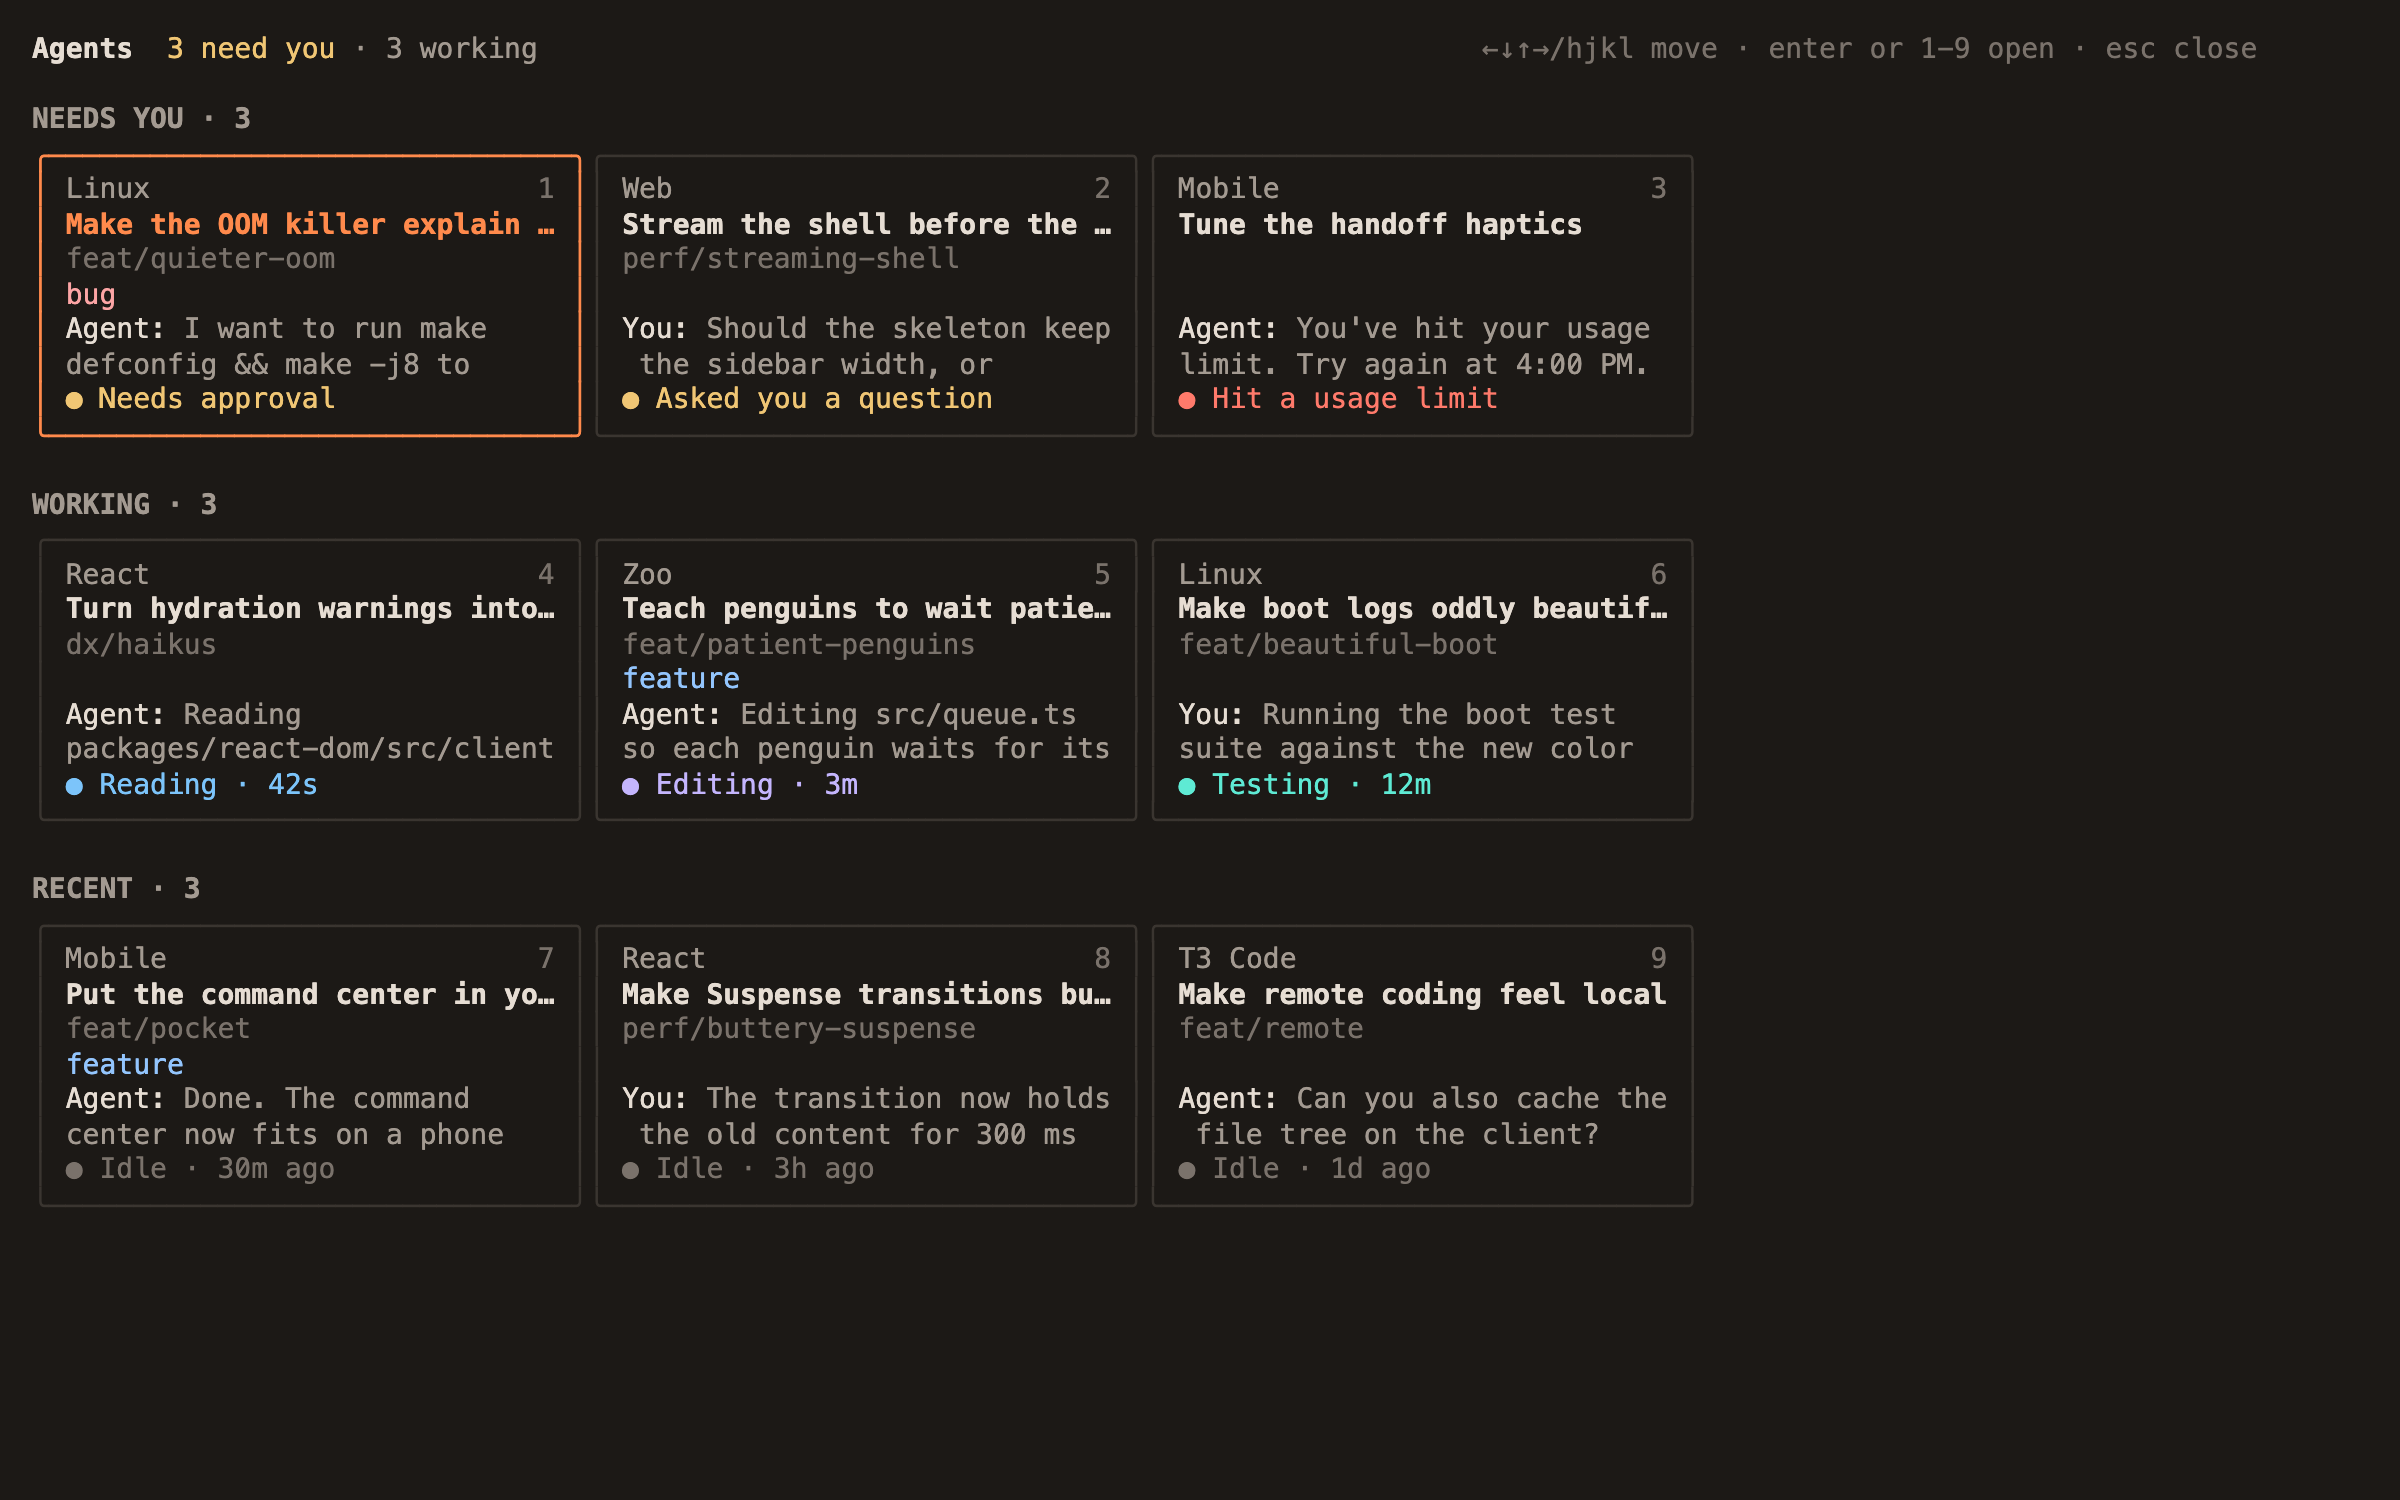 Agents  3 need you · 3 working
←↓↑→/hjkl move · enter or 1-9 open · esc close
NEEDS YOU · 3
Linux 1
Make the OOM killer explain …
feat/quieter-oom
bug
Agent: I want to run make
defconfig && make -j8 to
● Needs approval
Web 2
Stream the shell before the …
perf/streaming-shell
You: Should the skeleton keep
the sidebar width, or
● Asked you a question
Mobile 3
Tune the handoff haptics
Agent: You've hit your usage
limit. Try again at 4:00 PM.
● Hit a usage limit
WORKING · 3
React 4
Turn hydration warnings into…
dx/haikus
Agent: Reading
packages/react-dom/src/client
● Reading · 42s
Zoo 5
Teach penguins to wait patie…
feat/patient-penguins
feature
Agent: Editing src/queue.ts
so each penguin waits for its
● Editing · 3m
Linux 6
Make boot logs oddly beautif…
feat/beautiful-boot
You: Running the boot test
suite against the new color
● Testing · 12m
RECENT · 3
Mobile 7
Put the command center in yo…
feat/pocket
feature
Agent: Done. The command
center now fits on a phone
● Idle · 30m ago
React 8
Make Suspense transitions bu…
perf/buttery-suspense
You: The transition now holds
the old content for 300 ms
● Idle · 3h ago
T3 Code 9
Make remote coding feel local
feat/remote
Agent: Can you also cache the
file tree on the client?
● Idle · 1d ago